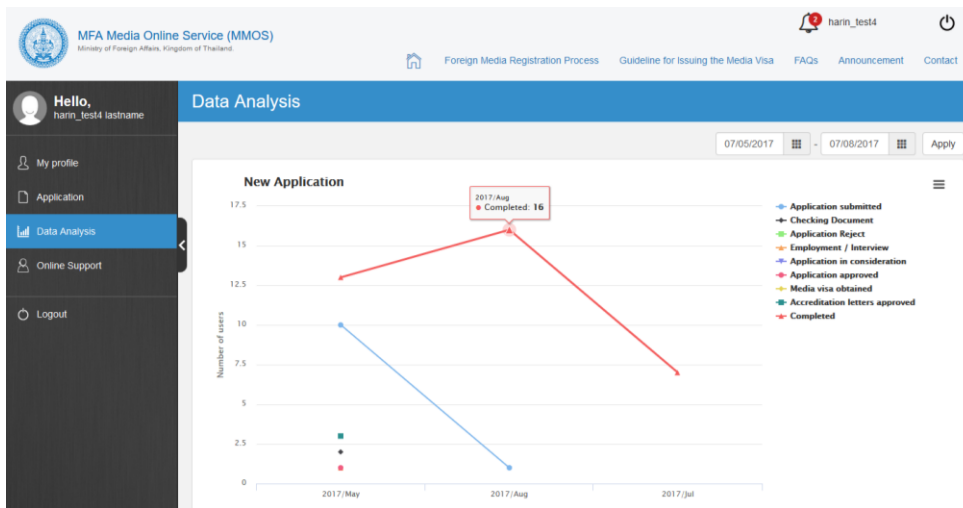 MFA Media Online Service (MMOS)
Ministry of Foreign Affairs, Kingdom of Thailand.
2
harin_test4
Foreign Media Registration Process
Guideline for Issuing the Media Visa
FAQs
Announcement
Contact
Hello,
harin_test4 lastname
My profile
Application
Data Analysis
Online Support
Logout
Data Analysis
07/05/2017 - 07/08/2017 Apply
New Application
2017/Aug
Completed: 16
17.5
15
12.5
10
7.5
5
2.5
0
Number of users
2017/May
2017/Aug
2017/Jul
Application submitted
Checking Document
Application Reject
Employment / Interview
Application in consideration
Application approved
Media visa obtained
Accreditation letters approved
Completed